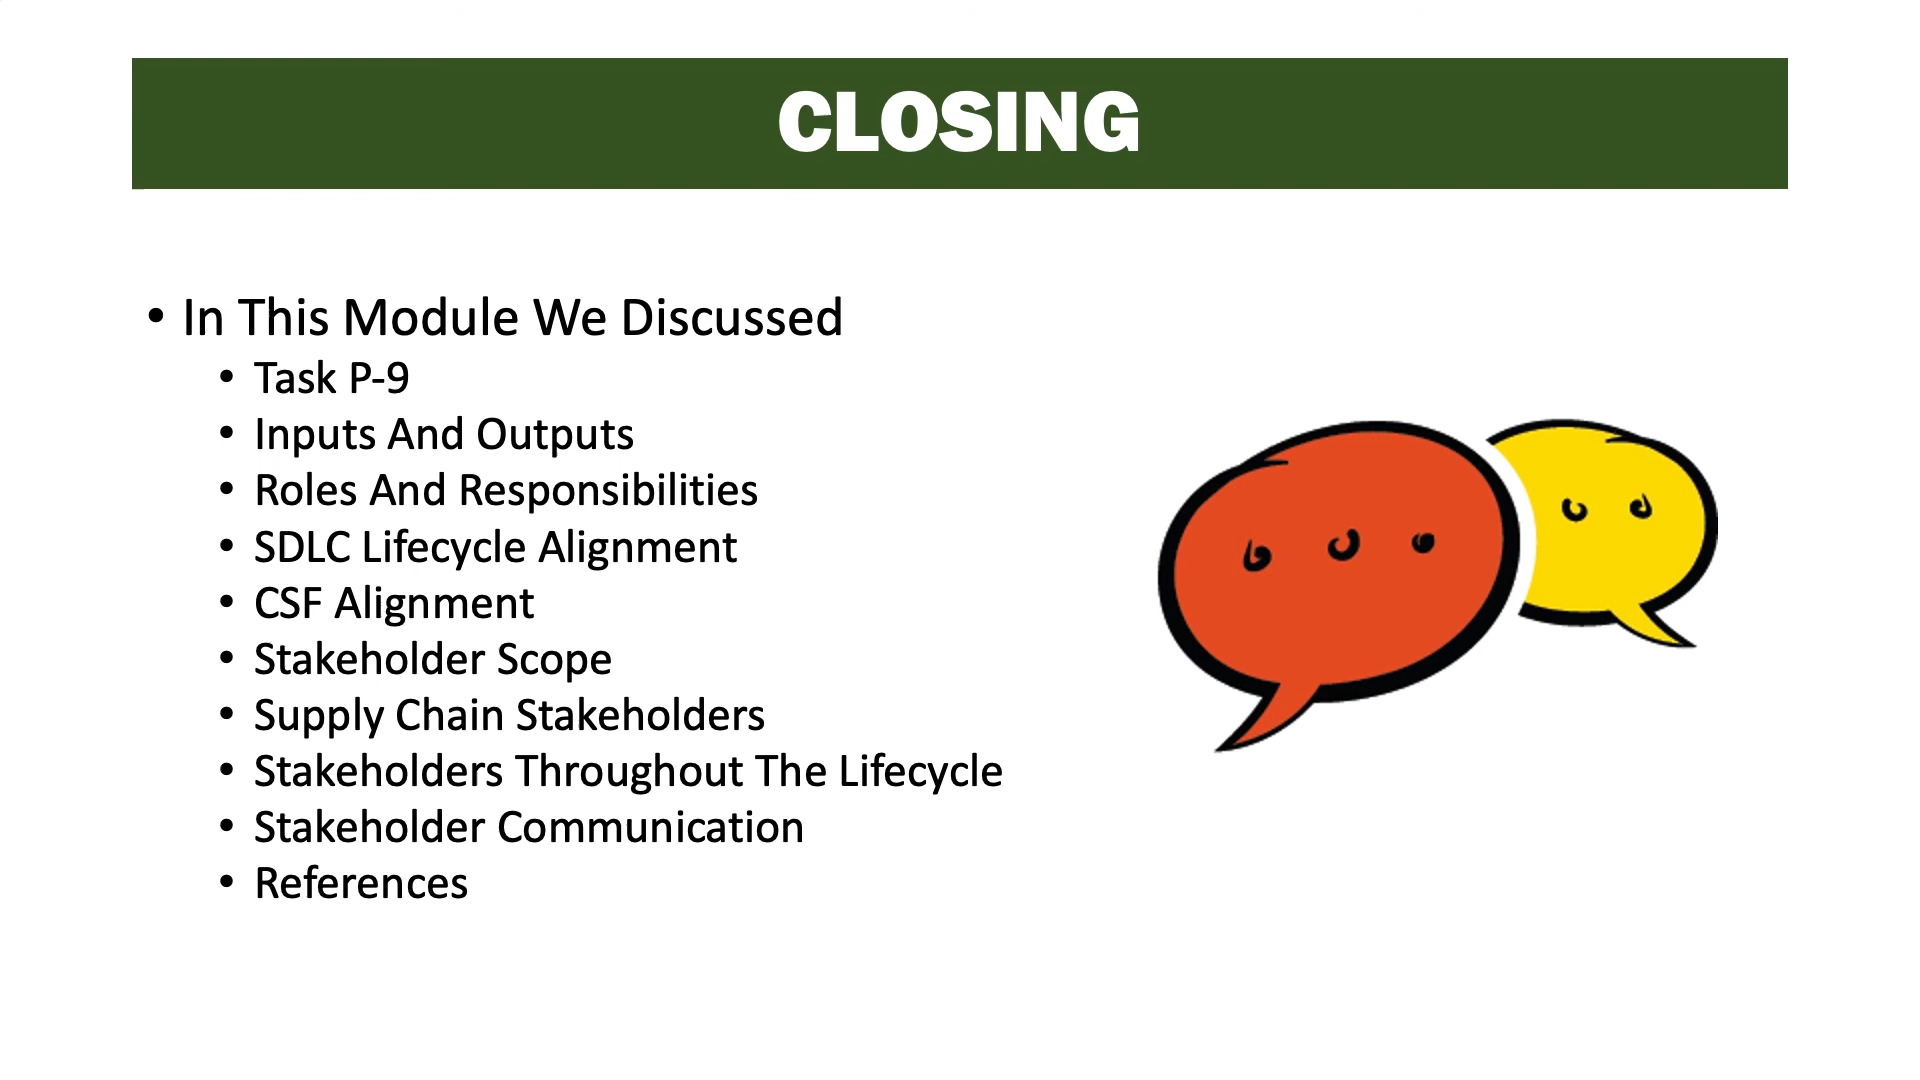 CLOSING
• In This Module We Discussed
• Task P-9
• Inputs And Outputs
• Roles And Responsibilities
• SDLC Lifecycle Alignment
• CSF Alignment
• Stakeholder Scope
• Supply Chain Stakeholders
• Stakeholders Throughout The Lifecycle
• Stakeholder Communication
• References